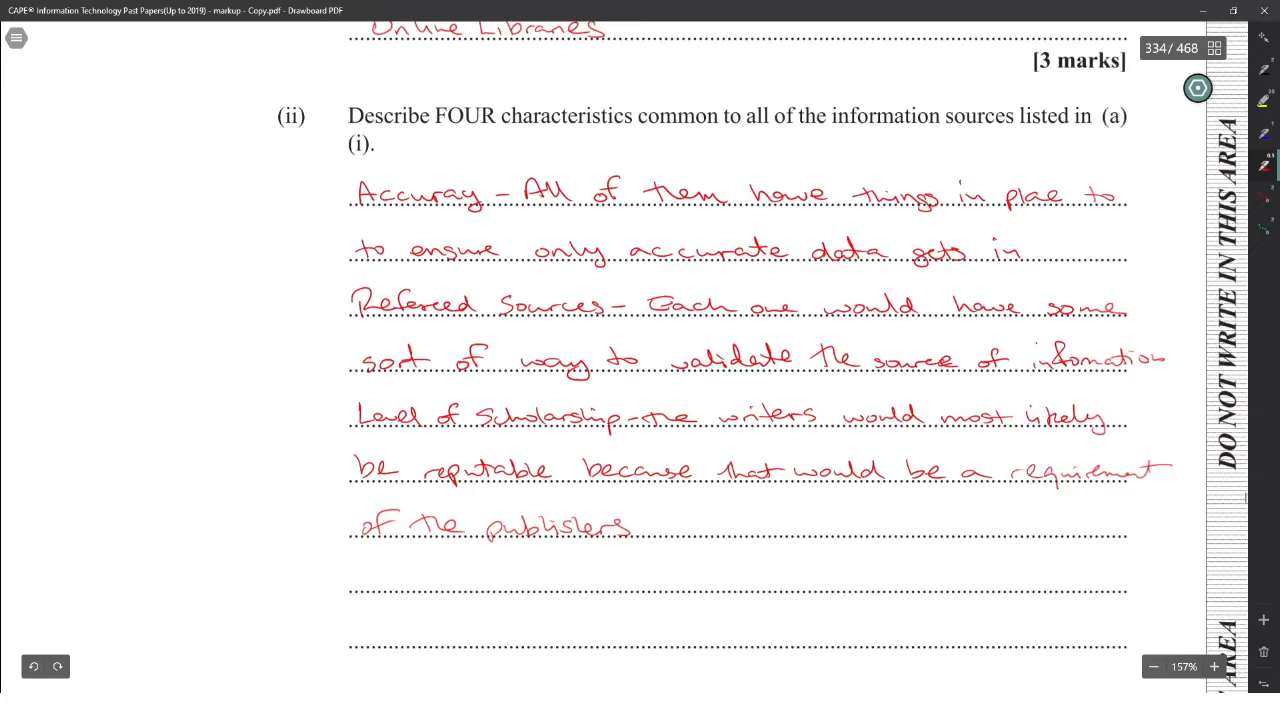 CAPE® Information Technology Past Papers(Up to 2019) - markup - Copy.pdf - Drawboard PDF
Online Libraries
[3 marks]
334 / 468
(ii) Describe FOUR characteristics common to all of the information sources listed in (a)
(i).
Accuray - All of them have things in plae to
to ensure only accurate data gets in
Refereed Sources - Each one would have some
sort of way to validate the source of infomation
Level of Scholarship - the writers would most likely
be reputable because that would be a requirement
of the publishers
DO NOT WRITE IN THIS AREA
AREA
157%